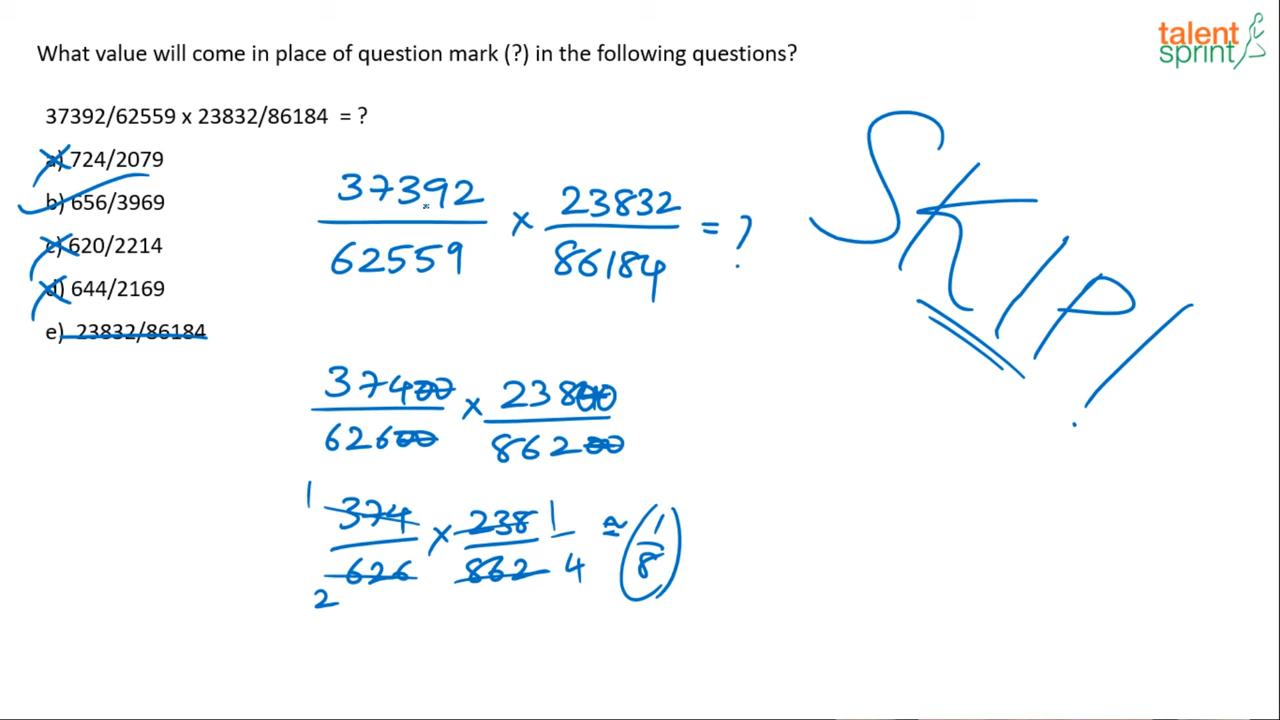 talent
sprint
What value will come in place of question mark (?) in the following questions?
37392/62559 x 23832/86184 = ?
a) 724/2079
b) 656/3969
c) 620/2214
d) 644/2169
e) 23832/86184
37392/62559 x 23832/86184 = ?
SKIP!
37400/62600 x 23800/86200
1 374/626 2 x 238/862 1/4 ≈ 1/8